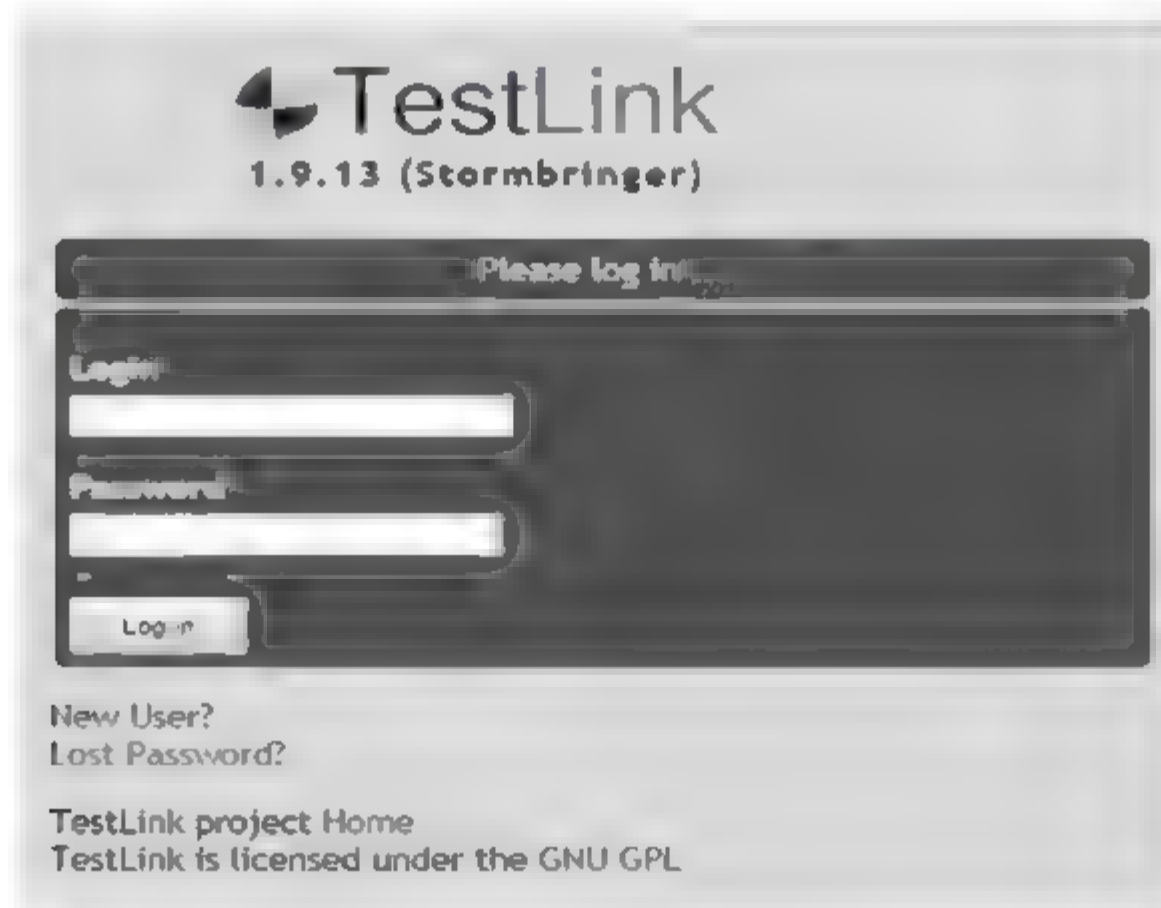 TestLink
1.9.13 (Stormbringer)
Please log in
Login
Password
Log in
New User?
Lost Password?
TestLink project Home
TestLink is licensed under the GNU GPL